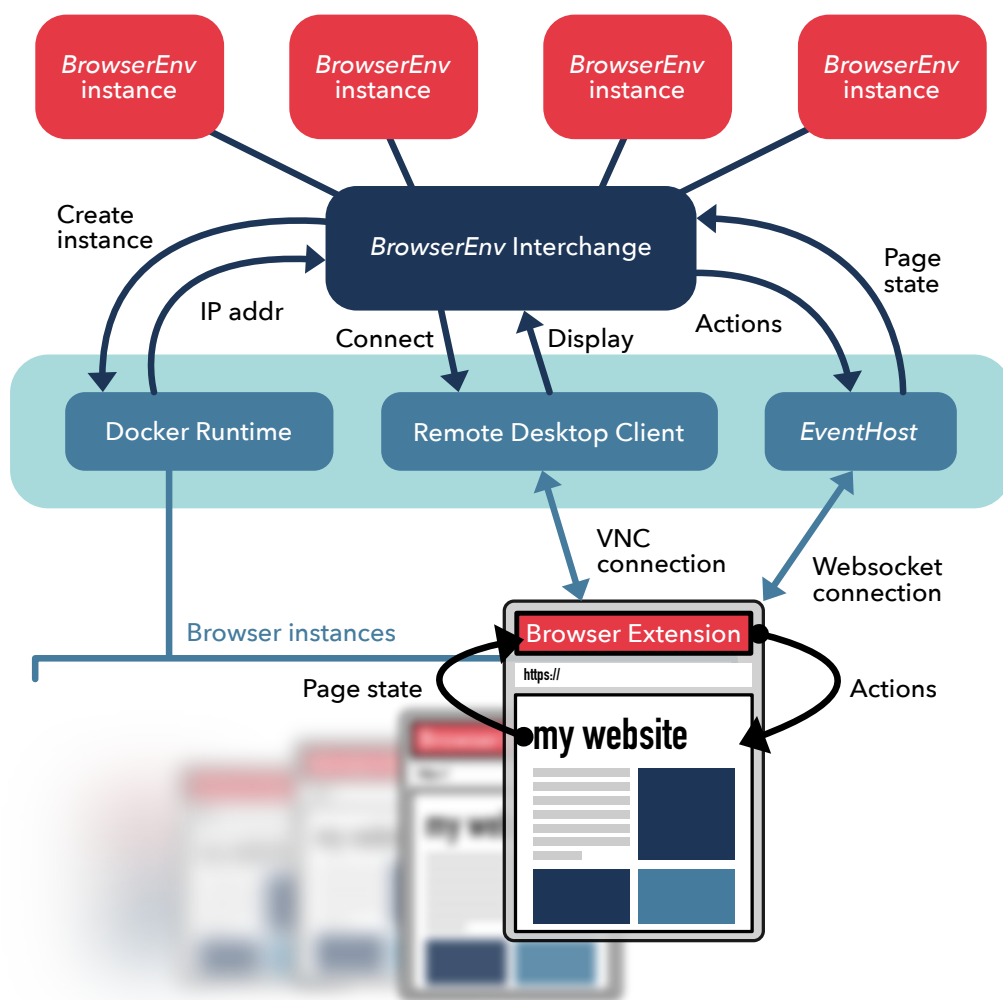 BrowserEnv
instance
BrowserEnv
instance
BrowserEnv
instance
BrowserEnv
instance
Create
instance
BrowserEnv Interchange
Page
state
IP addr
Connect
Display
Actions
Docker Runtime
Remote Desktop Client
EventHost
VNC
connection
Websocket
connection
Browser instances
Browser Extension
https://
Page state
Actions
my website